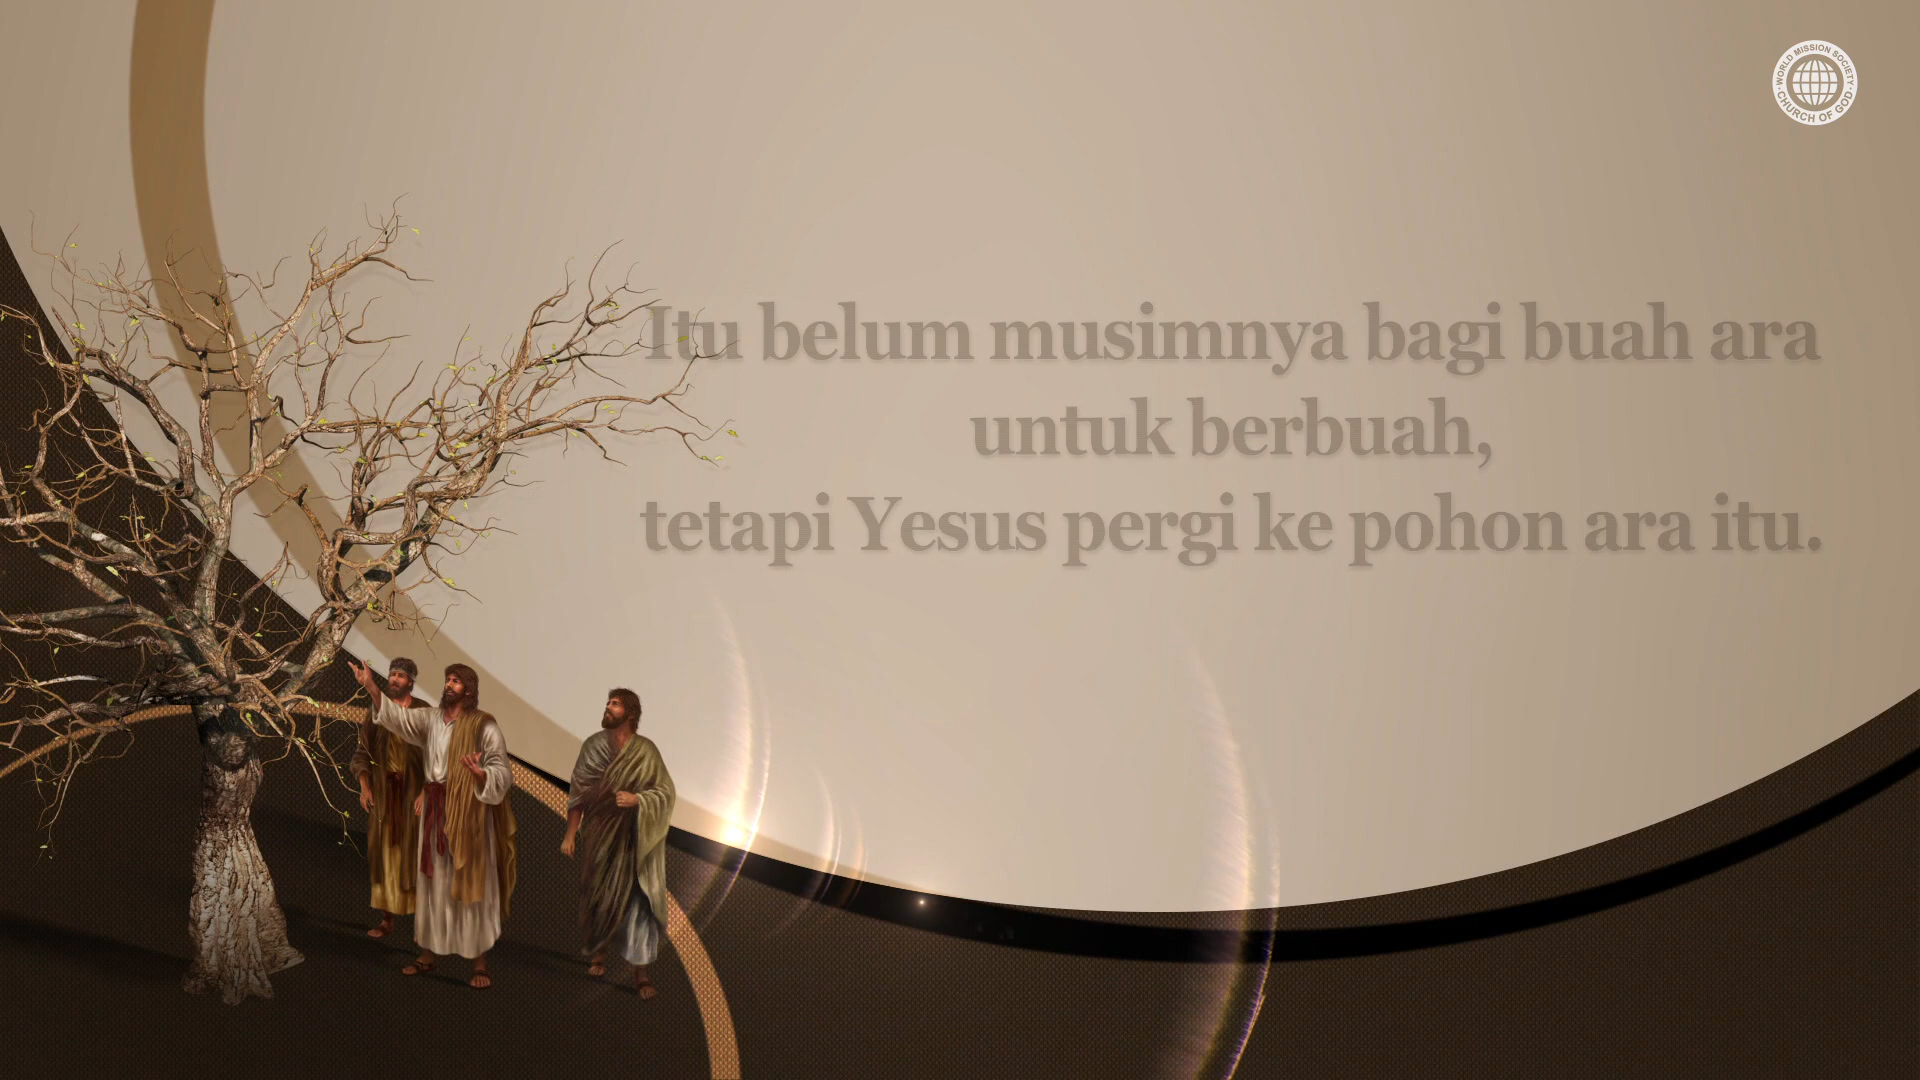 WORLD MISSION SOCIETY
CHURCH OF GOD
Itu belum musimnya bagi buah ara
untuk berbuah,
tetapi Yesus pergi ke pohon ara itu.